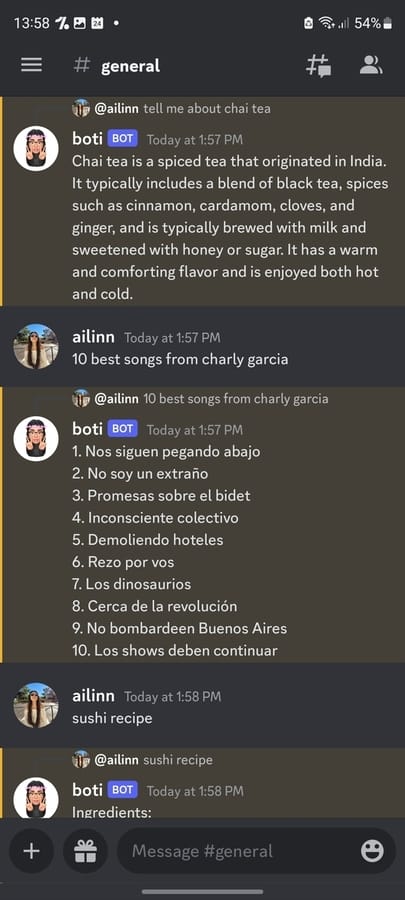 13:58 54%
# general
@ailinn tell me about chai tea
boti BOT Today at 1:57 PM
Chai tea is a spiced tea that originated in India.
It typically includes a blend of black tea, spices
such as cinnamon, cardamom, cloves, and
ginger, and is typically brewed with milk and
sweetened with honey or sugar. It has a warm
and comforting flavor and is enjoyed both hot
and cold.
ailinn Today at 1:57 PM
10 best songs from charly garcia
@ailinn 10 best songs from charly garcia
boti BOT Today at 1:57 PM
1. Nos siguen pegando abajo
2. No soy un extraño
3. Promesas sobre el bidet
4. Inconsciente colectivo
5. Demoliendo hoteles
6. Rezo por vos
7. Los dinosaurios
8. Cerca de la revolución
9. No bombardeen Buenos Aires
10. Los shows deben continuar
ailinn Today at 1:58 PM
sushi recipe
@ailinn sushi recipe
boti BOT Today at 1:58 PM
Ingredients:
Message #general